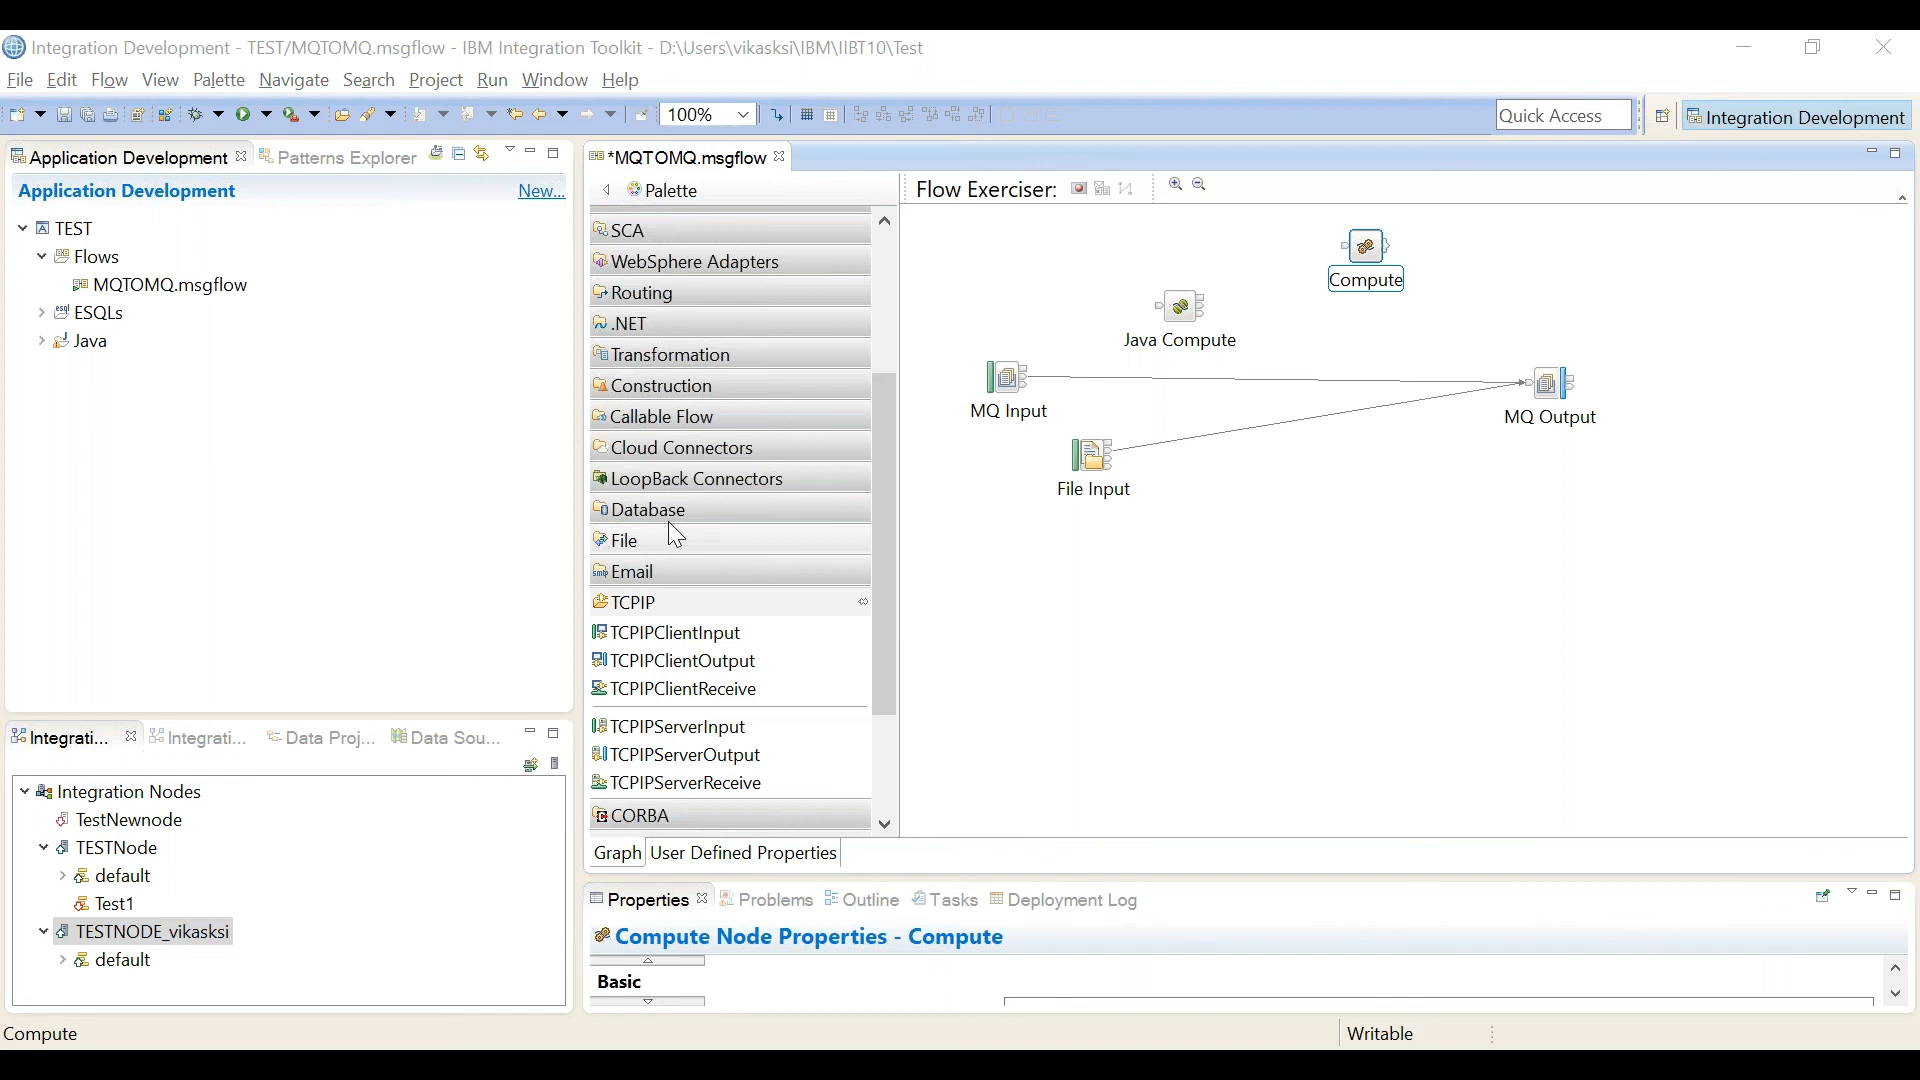 Integration Development - TEST/MQTOMQ.msgflow - IBM Integration Toolkit - D:\Users\vikasksi\IBM\IIBT10\Test
File Edit Flow View Palette Navigate Search Project Run Window Help
100%
Quick Access
Integration Development
Application Development
Patterns Explorer
Application Development
New...
TEST
Flows
MQTOMQ.msgflow
ESQLs
Java
*MQTOMQ.msgflow
Palette
SCA
WebSphere Adapters
Routing
.NET
Transformation
Construction
Callable Flow
Cloud Connectors
LoopBack Connectors
Database
File
Email
TCPIP
TCPIPClientInput
TCPIPClientOutput
TCPIPClientReceive
TCPIPServerInput
TCPIPServerOutput
TCPIPServerReceive
CORBA
Graph User Defined Properties
Flow Exerciser:
Compute
Java Compute
MQ Input
MQ Output
File Input
Integrati... Integrati... Data Proj... Data Sou...
Integration Nodes
TestNewnode
TESTNode
default
Test1
TESTNODE_vikasksi
default
Properties Problems Outline Tasks Deployment Log
Compute Node Properties - Compute
Basic
Compute
Writable